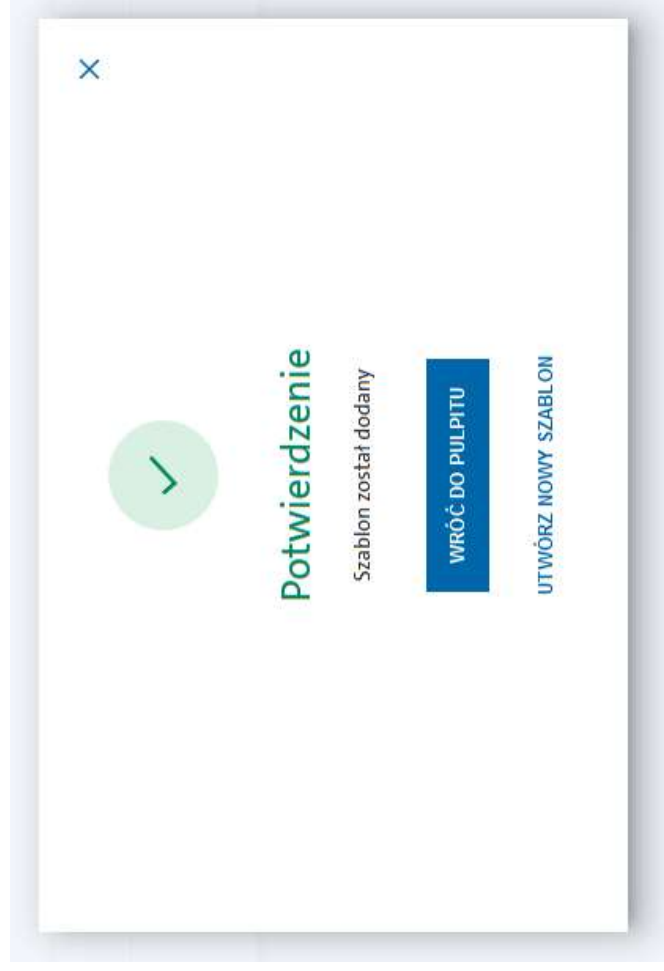 Potwierdzenie
Szablon został dodany
WRÓĆ DO PULPITU
UTWÓRZ NOWY SZABLON